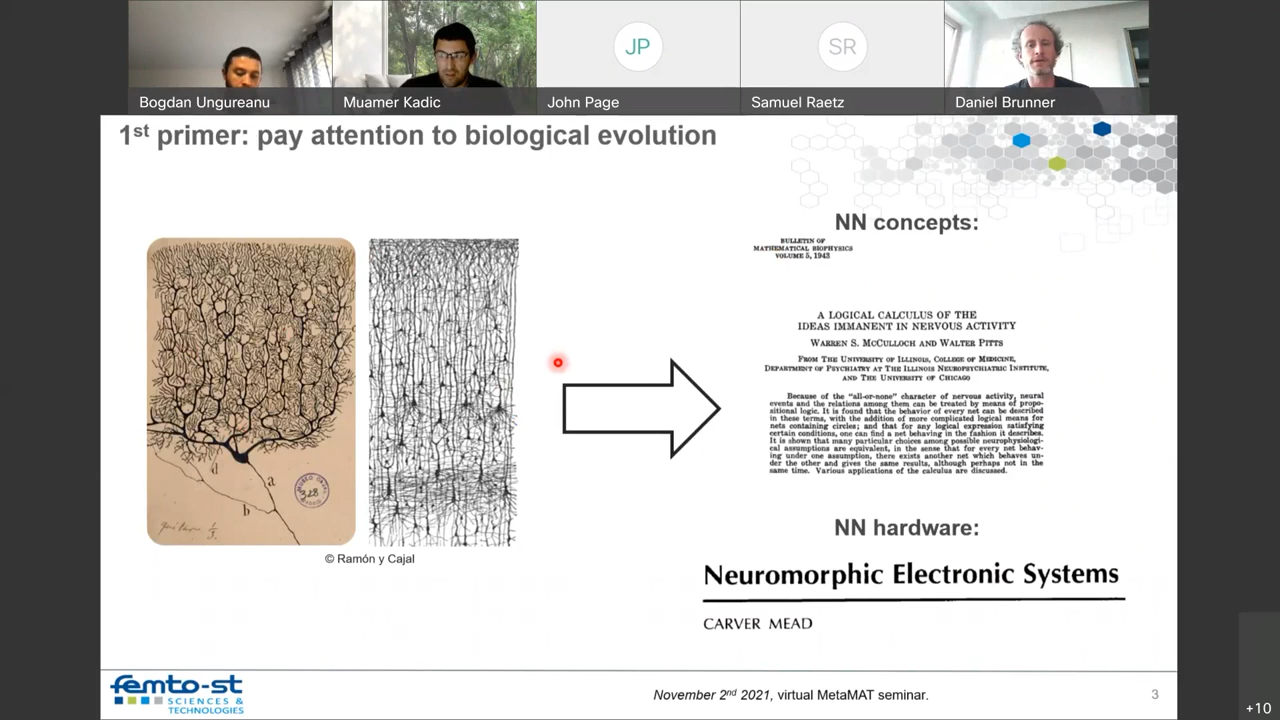 JP
SR
Bogdan Ungureanu
Muamer Kadic
John Page
Samuel Raetz
Daniel Brunner
1st primer: pay attention to biological evolution
NN concepts:
BULLETIN OF
MATHEMATICAL BIOPHYSICS
VOLUME 5, 1943
A LOGICAL CALCULUS OF THE
IDEAS IMMANENT IN NERVOUS ACTIVITY
WARREN S. MCCULLOCH AND WALTER PITTS
FROM THE UNIVERSITY OF ILLINOIS, COLLEGE OF MEDICINE,
DEPARTMENT OF PSYCHIATRY AT THE ILLINOIS NEUROPSYCHIATRIC INSTITUTE,
AND THE UNIVERSITY OF CHICAGO
Because of the "all-or-none" character of nervous activity, neural
events and the relations among them can be treated by means of propo-
sitional logic. It is found that the behavior of every net can be described
in these terms, with the addition of more complicated logical means for
nets containing circles; and that for any logical expression satisfying
certain conditions, one can find a net behaving in the fashion it describes.
It is shown that many particular choices among possible neurophysiologi-
cal assumptions are equivalent, in the sense that for every net behav-
ing under one assumption, there exists another net which behaves un-
der the other and gives the same results, although perhaps not in the
same time. Various applications of the calculus are discussed.
d
a
b
328
© Ramón y Cajal
NN hardware:
Neuromorphic Electronic Systems
CARVER MEAD
femto-st
SCIENCES &
TECHNOLOGIES
November 2nd 2021, virtual MetaMAT seminar.
3
+10